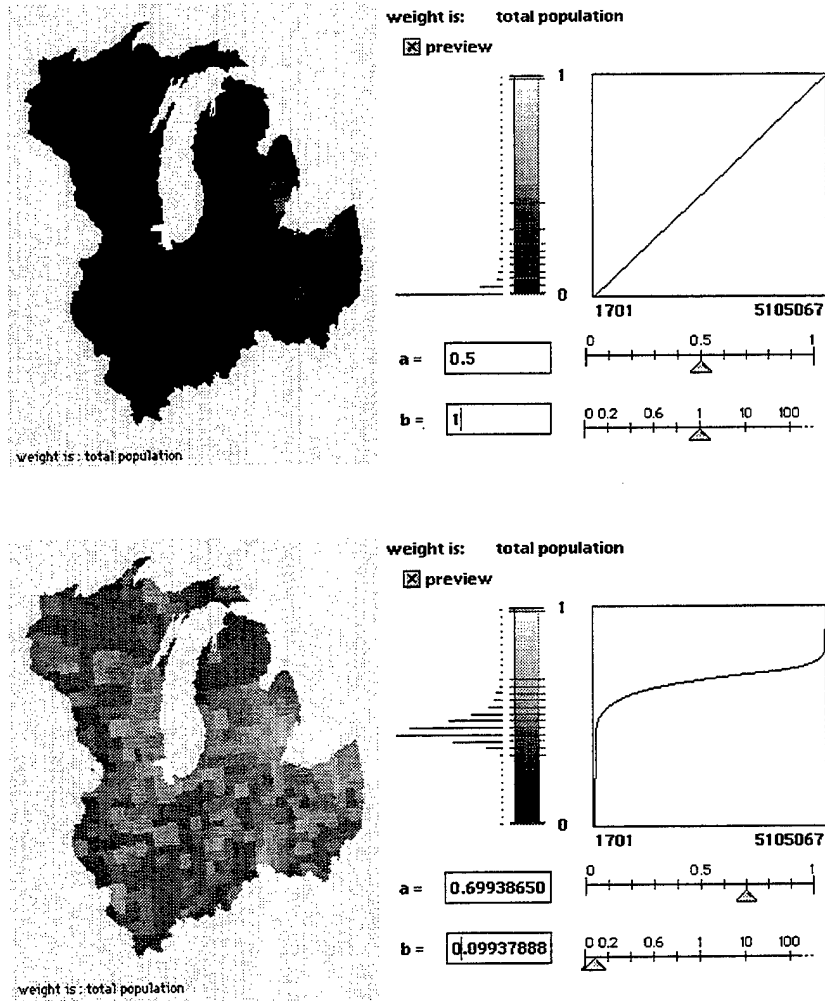 weight is: total population
preview
1
0
1701 5105067
0 0.5 1
a = 0.5
b = 1
0 0.2 0.6 1 10 100
weight is : total population
weight is: total population
preview
1
0
1701 5105067
0 0.5 1
a = 0.69938650
b = 0.09937888
0 0.2 0.6 1 10 100
weight is : total population